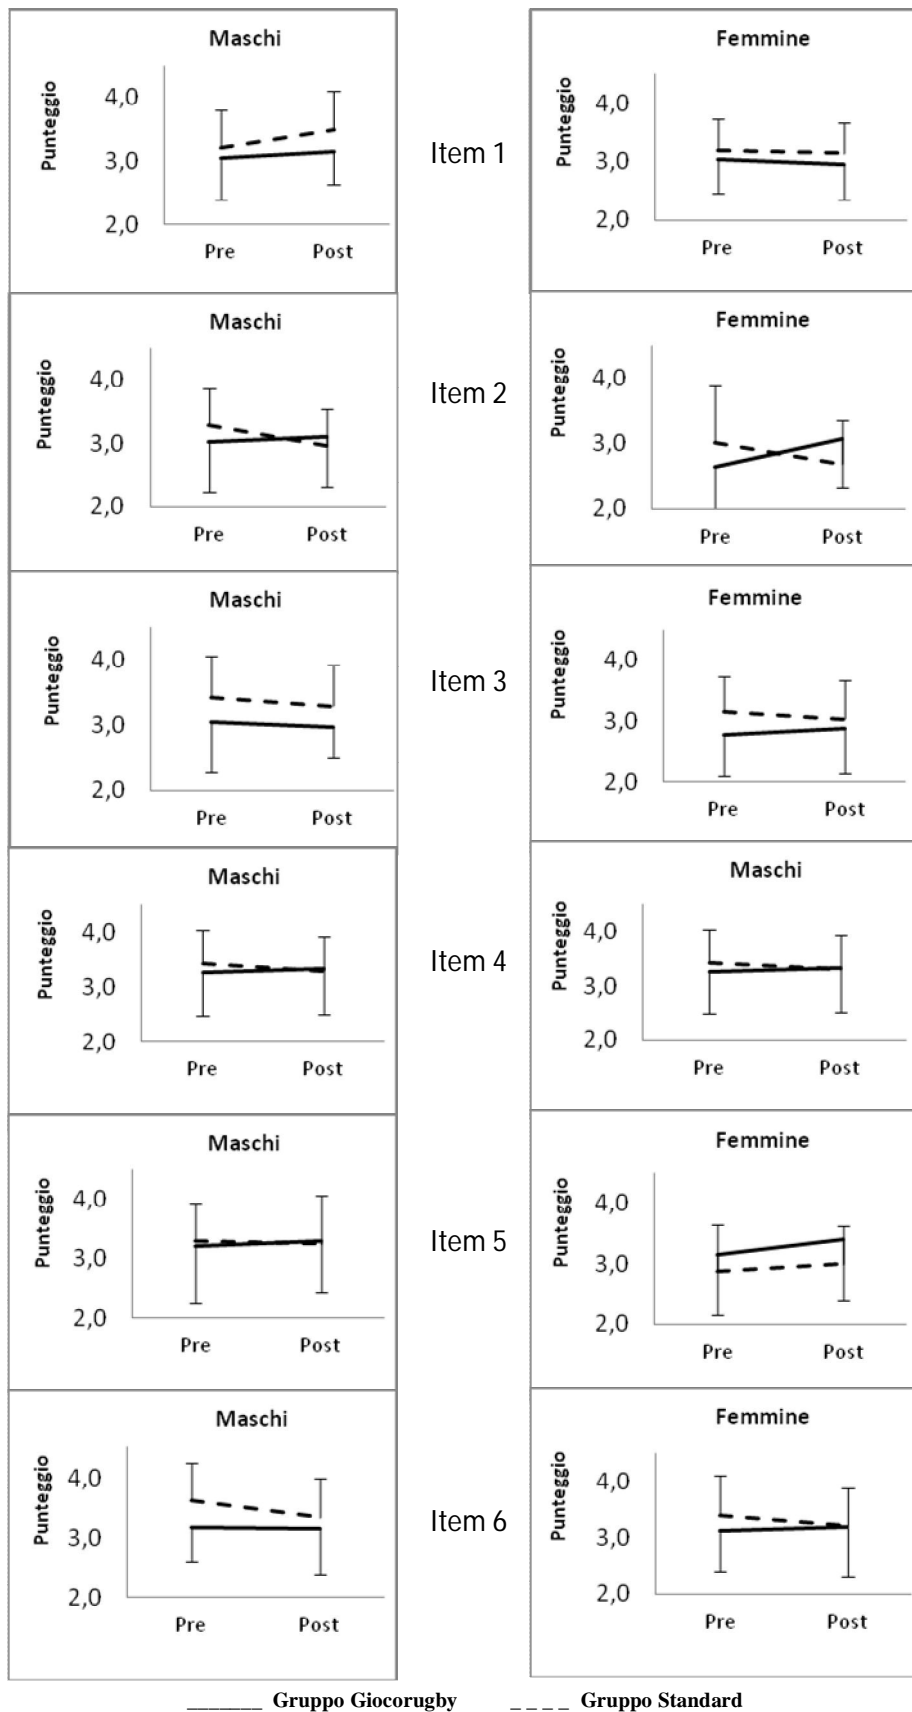 Maschi
Punteggio
4,0
3,0
2,0
Pre Post
Item 1
Femmine
Punteggio
4,0
3,0
2,0
Pre Post
Maschi
Punteggio
4,0
3,0
2,0
Pre Post
Item 2
Femmine
Punteggio
4,0
3,0
2,0
Pre Post
Maschi
Punteggio
4,0
3,0
2,0
Pre Post
Item 3
Femmine
Punteggio
4,0
3,0
2,0
Pre Post
Maschi
Punteggio
4,0
3,0
2,0
Pre Post
Item 4
Maschi
Punteggio
4,0
3,0
2,0
Pre Post
Maschi
Punteggio
4,0
3,0
2,0
Pre Post
Item 5
Femmine
Punteggio
4,0
3,0
2,0
Pre Post
Maschi
Punteggio
4,0
3,0
2,0
Pre Post
Item 6
Femmine
Punteggio
4,0
3,0
2,0
Pre Post
_______ Gruppo Giocorugby _ _ _ _ Gruppo Standard